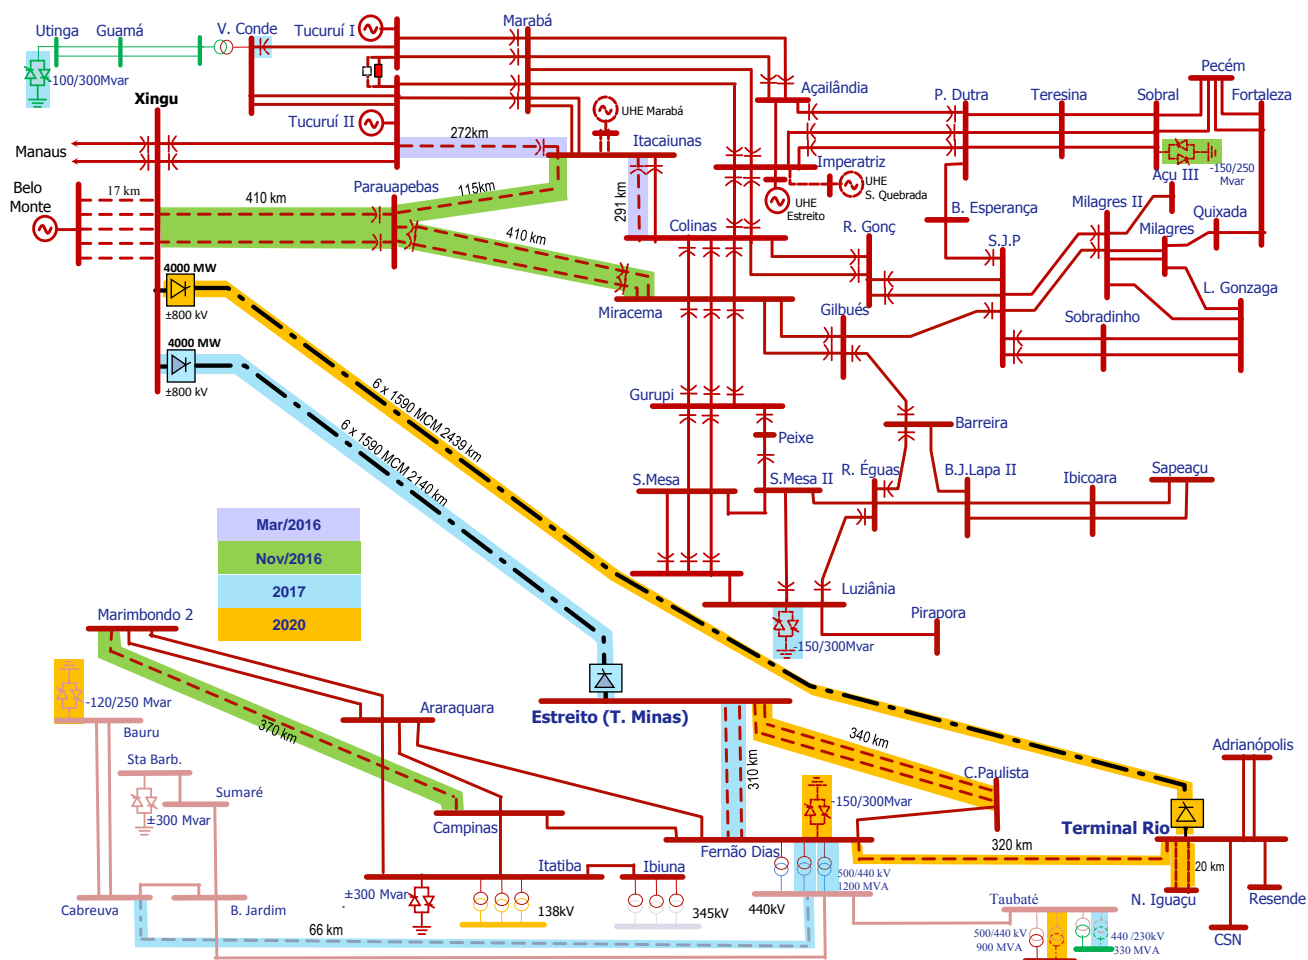 Utinga
Guamá
V. Conde
Tucuruí I
Marabá
-100/300Mvar
Xingu
Tucuruí II
272km
UHE Marabá
Itacaiunas
Açailândia
P. Dutra
Teresina
Sobral
Pecém
Fortaleza
Manaus
Belo
Monte
17 km
410 km
Parauapebas
115km
291 km
Imperatriz
UHE
S. Quebrada
UHE
Estreito
-150/250
Mvar
Açu III
Milagres II
Quixada
Milagres
B. Esperança
Colinas
R. Gonç
S.J.P
410 km
L. Gonzaga
4000 MW
±800 kV
Miracema
Gilbués
Sobradinho
4000 MW
±800 kV
6 x 1590 MCM 2439 km
6 x 1590 MCM 2140km
Gurupi
Peixe
Barreira
S.Mesa
S.Mesa II
R. Éguas
B.J.Lapa II
Ibicoara
Sapeaçu
Mar/2016
Nov/2016
2017
2020
Luziânia
Pirapora
-150/300Mvar
Marimbondo 2
-120/250 Mvar
Bauru
Araraquara
Estreito (T. Minas)
370 km
310 km
340 km
C.Paulista
Adrianópolis
Sta Barb.
Sumaré
±300 Mvar
Campinas
-150/300Mvar
Fernão Dias
Terminal Rio
320 km
20 km
Itatiba
Ibiuna
500/440 kV
1200 MVA
±300 Mvar
138kV
345kV
440kV
Cabreuva
B. Jardim
66 km
Taubaté
N. Iguaçu
Resende
CSN
500/440 kV
900 MVA
440 /230kV
330 MVA